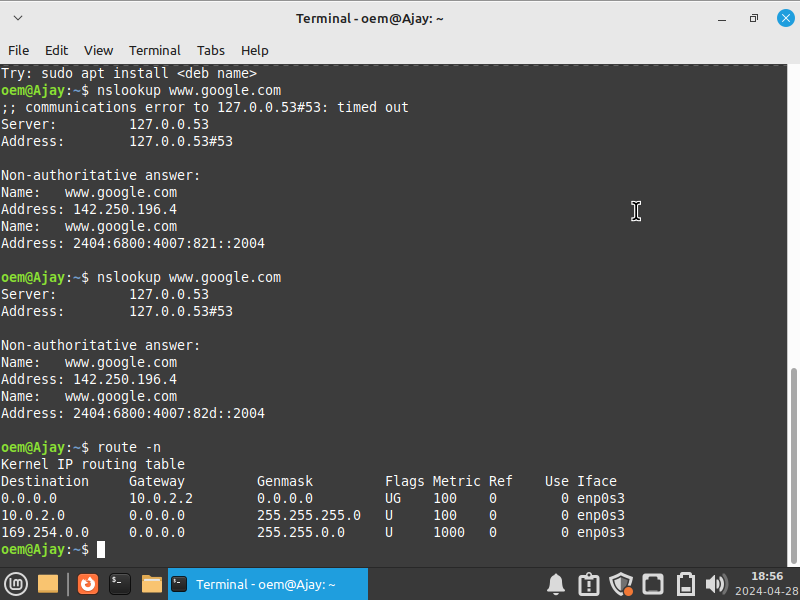 Terminal - oem@Ajay: ~
File Edit View Terminal Tabs Help
Try: sudo apt install <deb name>
oem@Ajay:~$ nslookup www.google.com
;; communications error to 127.0.0.53#53: timed out
Server:         127.0.0.53
Address:        127.0.0.53#53

Non-authoritative answer:
Name:   www.google.com
Address: 142.250.196.4
Name:   www.google.com
Address: 2404:6800:4007:821::2004

oem@Ajay:~$ nslookup www.google.com
Server:         127.0.0.53
Address:        127.0.0.53#53

Non-authoritative answer:
Name:   www.google.com
Address: 142.250.196.4
Name:   www.google.com
Address: 2404:6800:4007:82d::2004

oem@Ajay:~$ route -n
Kernel IP routing table
Destination     Gateway         Genmask         Flags Metric Ref    Use Iface
0.0.0.0         10.0.2.2        0.0.0.0         UG    100    0        0 enp0s3
10.0.2.0        0.0.0.0         255.255.255.0   U     100    0        0 enp0s3
169.254.0.0     0.0.0.0         255.255.0.0     U     1000   0        0 enp0s3
oem@Ajay:~$
Terminal - oem@Ajay: ~
18:56
2024-04-28